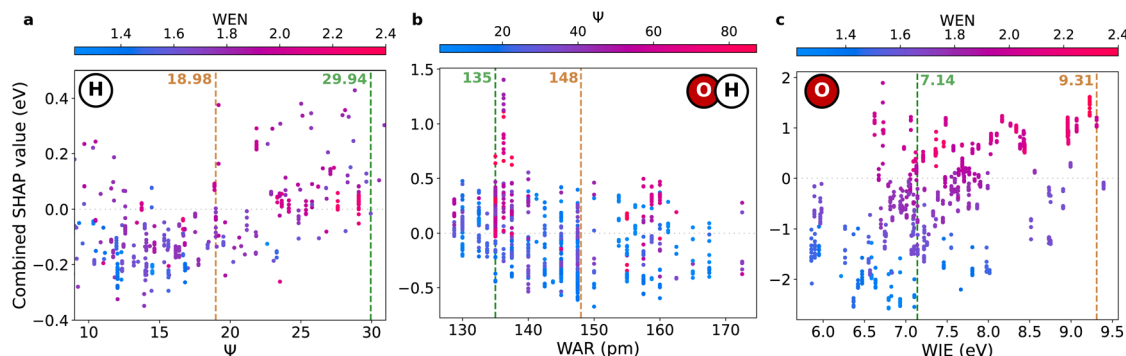 a
WEN
1.4 1.6 1.8 2.0 2.2 2.4
H
18.98
29.94
0.4
0.2
0.0
−0.2
−0.4
10 15 20 25 30
Combined SHAP value (eV)
Ψ
b
Ψ
20 40 60 80
135
148
O H
1.5
1.0
0.5
0.0
−0.5
130 140 150 160 170
WAR (pm)
c
WEN
1.4 1.6 1.8 2.0 2.2 2.4
O
7.14
9.31
2
1
0
−1
−2
6.0 6.5 7.0 7.5 8.0 8.5 9.0 9.5
WIE (eV)